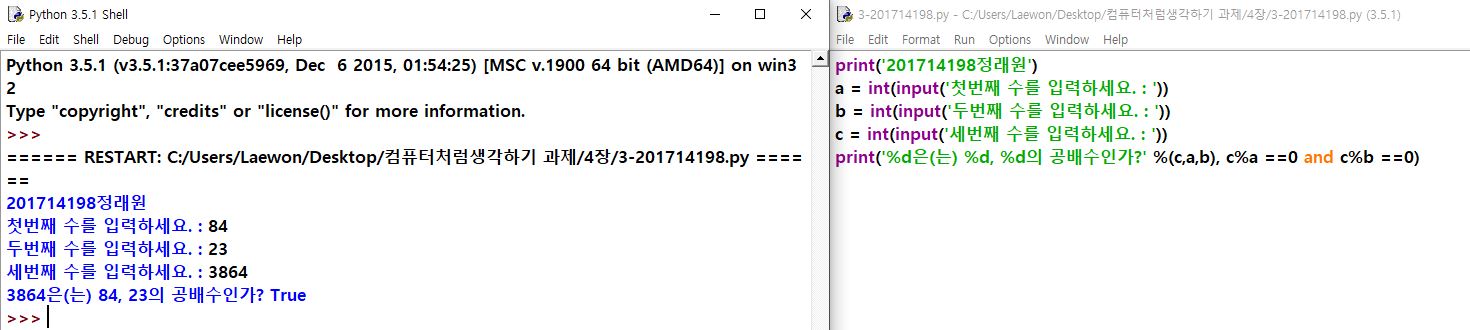 Python 3.5.1 Shell
File Edit Shell Debug Options Window Help
Python 3.5.1 (v3.5.1:37a07cee5969, Dec  6 2015, 01:54:25) [MSC v.1900 64 bit (AMD64)] on win3
2
Type "copyright", "credits" or "license()" for more information.
>>>
====== RESTART: C:/Users/Laewon/Desktop/컴퓨터처럼생각하기 과제/4장/3-201714198.py ====
==
201714198정래원
첫번째 수를 입력하세요. : 84
두번째 수를 입력하세요. : 23
세번째 수를 입력하세요. : 3864
3864은(는) 84, 23의 공배수인가? True
>>>
3-201714198.py - C:/Users/Laewon/Desktop/컴퓨터처럼생각하기 과제/4장/3-201714198.py (3.5.1)
File Edit Format Run Options Window Help
print('201714198정래원')
a = int(input('첫번째 수를 입력하세요. : '))
b = int(input('두번째 수를 입력하세요. : '))
c = int(input('세번째 수를 입력하세요. : '))
print('%d은(는) %d, %d의 공배수인가?' %(c,a,b), c%a ==0 and c%b ==0)